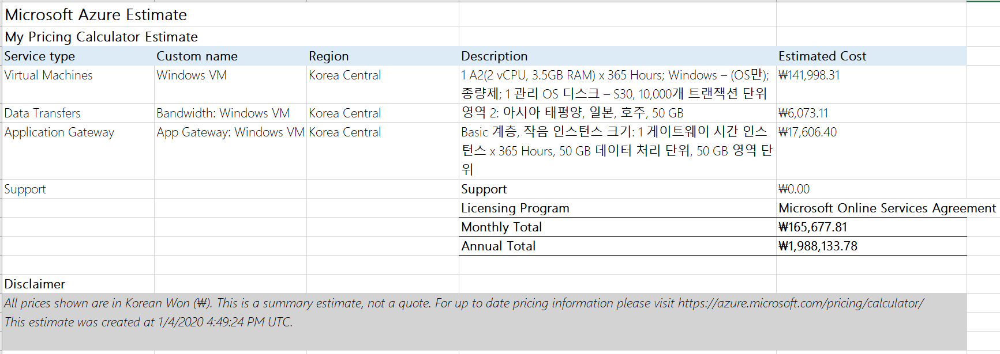 Microsoft Azure Estimate
My Pricing Calculator Estimate
Service type Custom name Region Description Estimated Cost
Virtual Machines Windows VM Korea Central 1 A2(2 vCPU, 3.5GB RAM) x 365 Hours; Windows – (OS만); ₩141,998.31
종량제; 1 관리 OS 디스크 – S30, 10,000개 트랜잭션 단위
Data Transfers Bandwidth: Windows VM Korea Central 영역 2: 아시아 태평양, 일본, 호주, 50 GB ₩6,073.11
Application Gateway App Gateway: Windows VM Korea Central Basic 계층, 작음 인스턴스 크기: 1 게이트웨이 시간 인스 ₩17,606.40
턴스 x 365 Hours, 50 GB 데이터 처리 단위, 50 GB 영역 단
위
Support Support ₩0.00
Licensing Program Microsoft Online Services Agreement
Monthly Total ₩165,677.81
Annual Total ₩1,988,133.78
Disclaimer
All prices shown are in Korean Won (₩). This is a summary estimate, not a quote. For up to date pricing information please visit https://azure.microsoft.com/pricing/calculator/
This estimate was created at 1/4/2020 4:49:24 PM UTC.